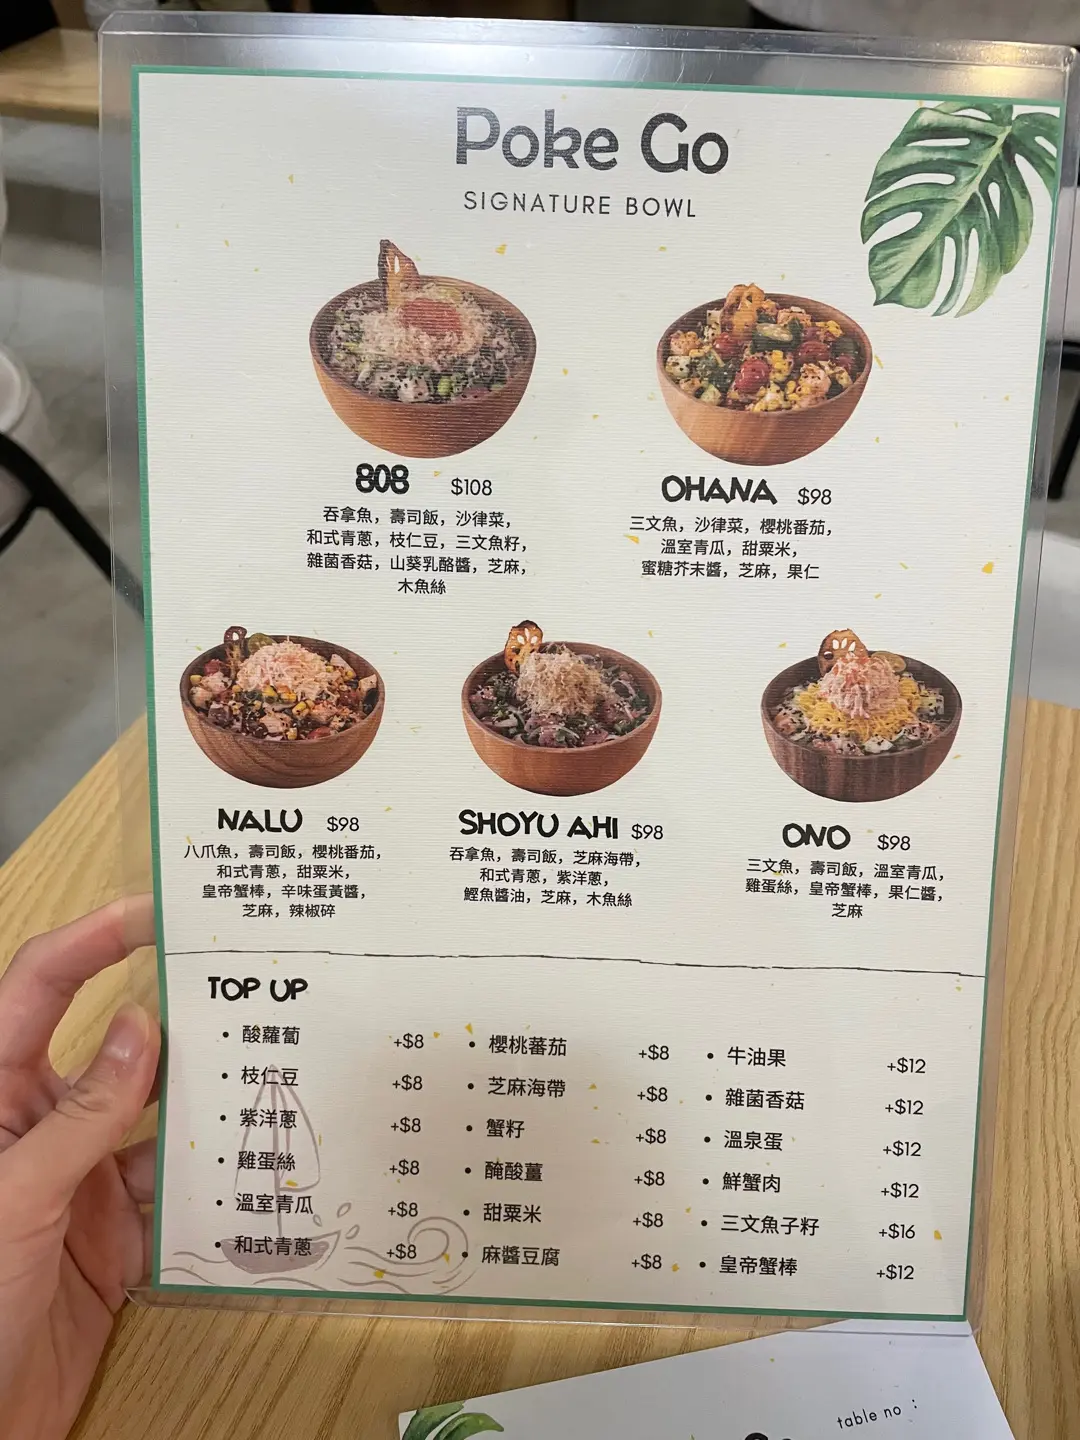 Poke Go
SIGNATURE BOWL
808 $108
吞拿魚，壽司飯，沙律菜，
和式青蔥，枝仁豆，三文魚籽，
雜菌香菇，山葵乳酪醬，芝麻，
木魚絲
OHANA $98
三文魚，沙律菜，櫻桃番茄，
溫室青瓜，甜粟米，
蜜糖芥末醬，芝麻，果仁
NALU $98
八爪魚，壽司飯，櫻桃番茄，
和式青蔥，甜粟米，
皇帝蟹棒，辛味蛋黃醬，
芝麻，辣椒碎
SHOYU AHI $98
吞拿魚，壽司飯，芝麻海帶，
和式青蔥，紫洋蔥，
鰹魚醬油，芝麻，木魚絲
ONO $98
三文魚，壽司飯，溫室青瓜，
雞蛋絲，皇帝蟹棒，果仁醬，
芝麻
TOP UP
• 酸蘿蔔 +$8
• 枝仁豆 +$8
• 紫洋蔥 +$8
• 雞蛋絲 +$8
• 溫室青瓜 +$8
• 和式青蔥 +$8
• 櫻桃蕃茄 +$8
• 芝麻海帶 +$8
• 蟹籽 +$8
• 醃酸薑 +$8
• 甜粟米 +$8
• 麻醬豆腐 +$8
• 牛油果 +$12
• 雜菌香菇 +$12
• 溫泉蛋 +$12
• 鮮蟹肉 +$12
• 三文魚子籽 +$16
• 皇帝蟹棒 +$12
table no :